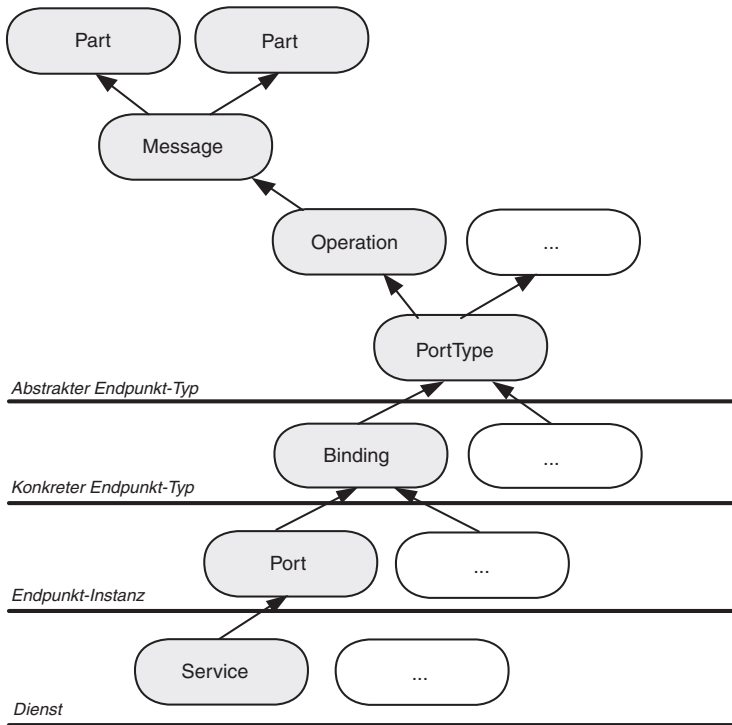 Part
Part
Message
Operation
...
PortType
Abstrakter Endpunkt-Typ
Binding
...
Konkreter Endpunkt-Typ
Port
...
Endpunkt-Instanz
Service
...
Dienst